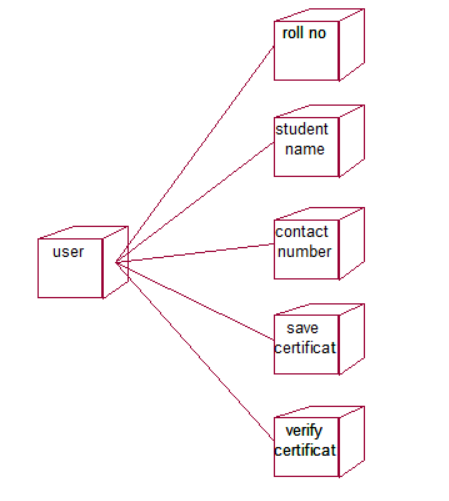 roll no
student
name
user
contact
number
save
certificat
verify
certificat